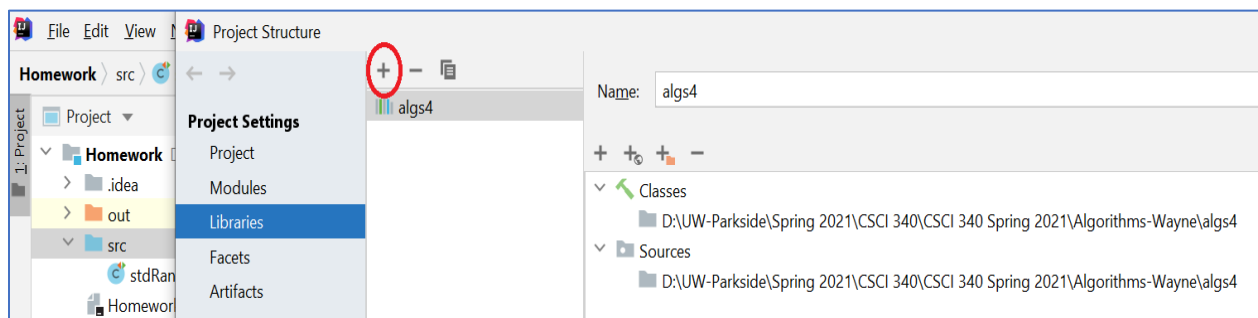 File Edit View
Project Structure
Homework src
Name: algs4
algs4
1: Project
Project
Project Settings
Homework
Project
.idea
Modules
out
Libraries
src
Facets
stdRan
Artifacts
Homewor
Classes
D:\UW-Parkside\Spring 2021\CSCI 340\CSCI 340 Spring 2021\Algorithms-Wayne\algs4
Sources
D:\UW-Parkside\Spring 2021\CSCI 340\CSCI 340 Spring 2021\Algorithms-Wayne\algs4